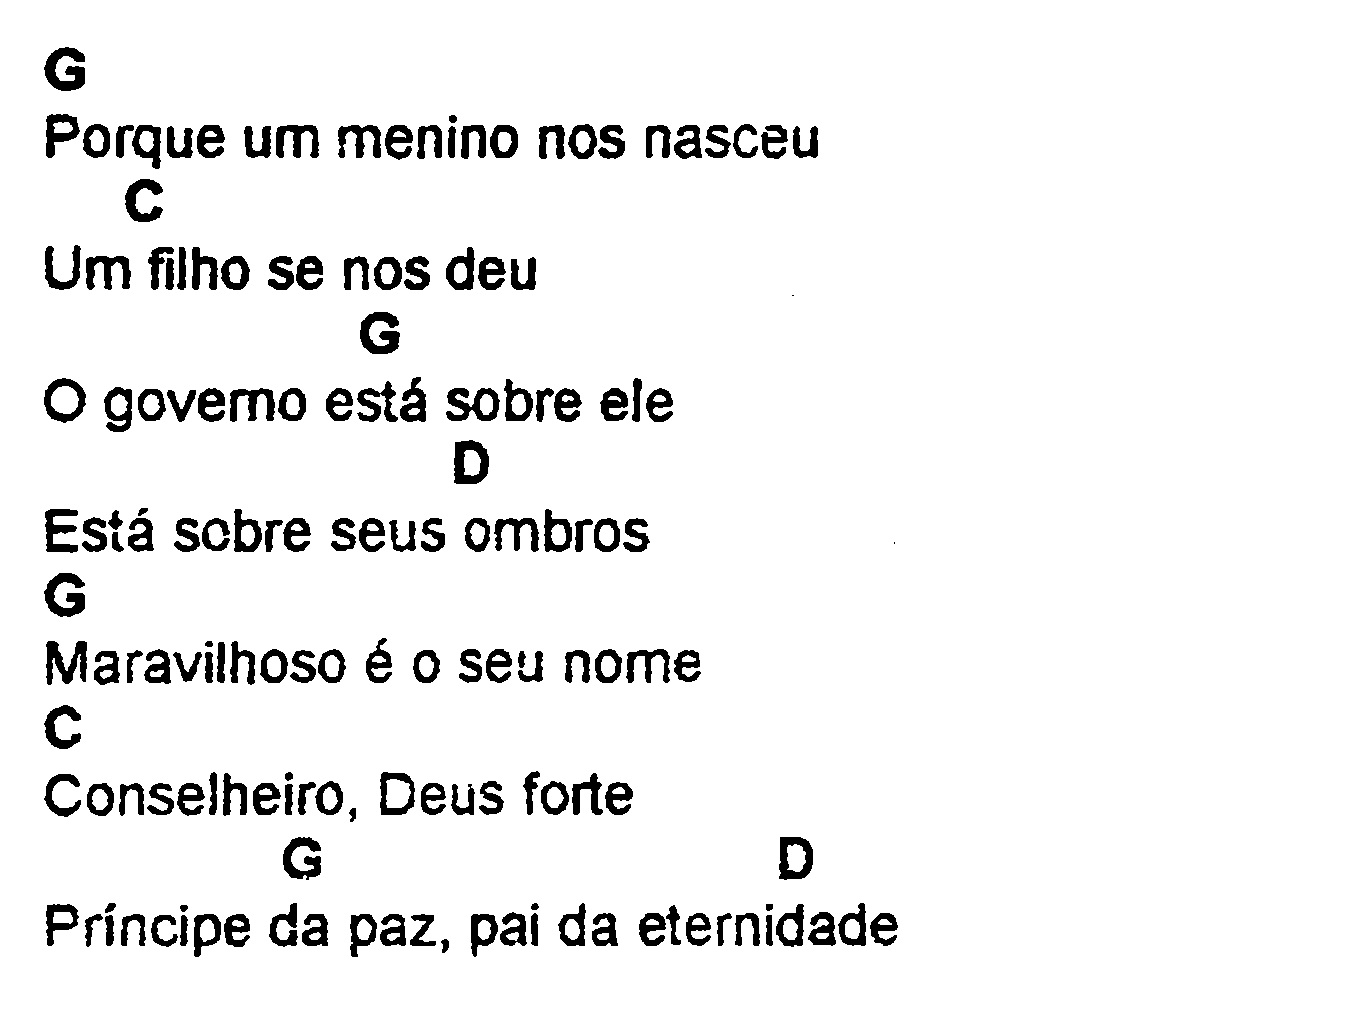 G
Porque um menino nos nasceu
C
Um filho se nos deu
G
O governo está sobre ele
D
Está sobre seus ombros
G
Maravilhoso é o seu nome
C
Conselheiro, Deus forte
G D
Príncipe da paz, pai da eternidade